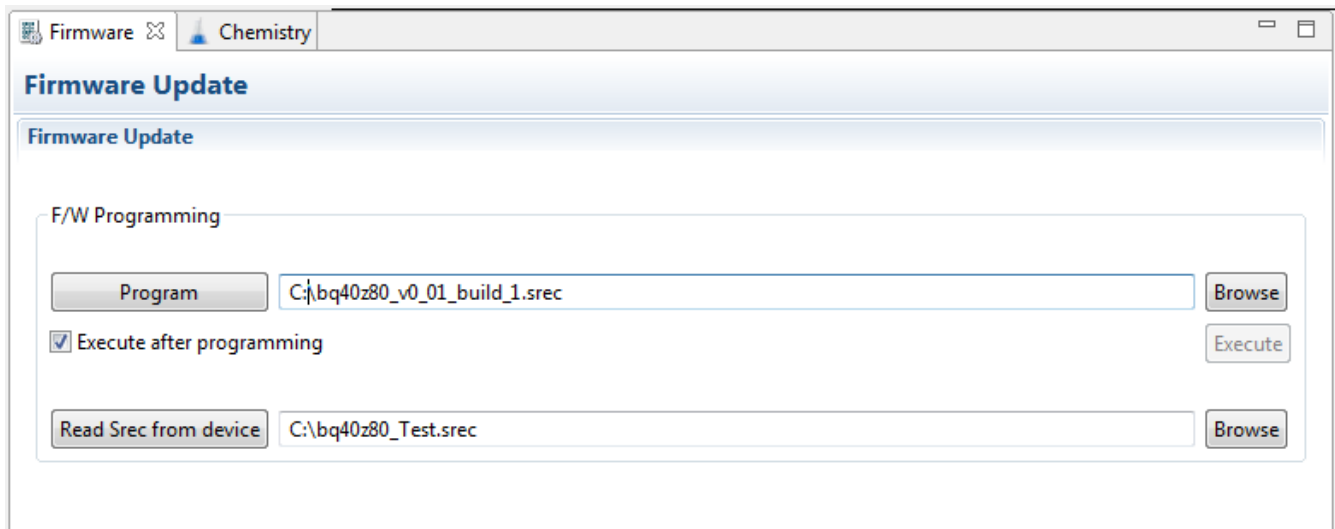 Firmware Chemistry
Firmware Update
Firmware Update
F/W Programming
Program C:\bq40z80_v0_01_build_1.srec Browse
Execute after programming Execute
Read Srec from device C:\bq40z80_Test.srec Browse